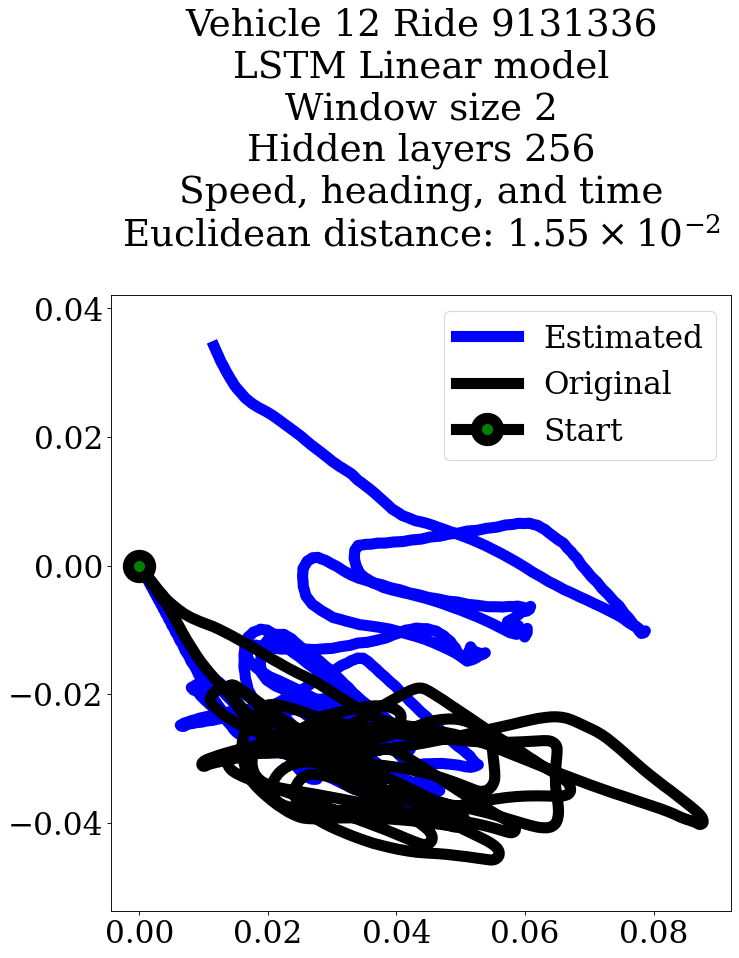 Vehicle 12 Ride 9131336
LSTM Linear model
Window size 2
Hidden layers 256
Speed, heading, and time
Euclidean distance: 1.55 × 10⁻²
0.04
0.02
0.00
−0.02
−0.04
Estimated
Original
Start
0.00 0.02 0.04 0.06 0.08